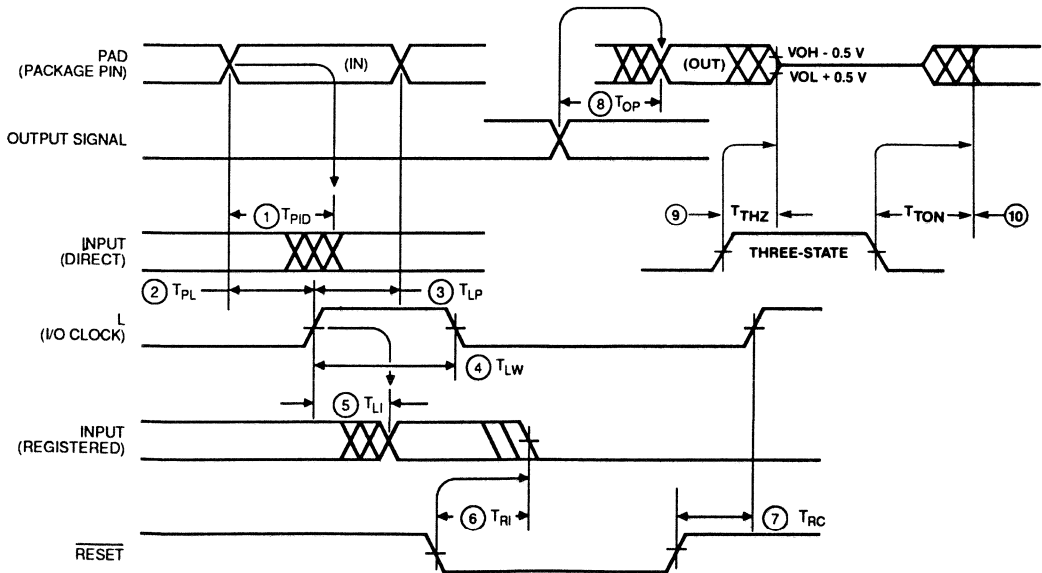 PAD
(PACKAGE PIN)
(IN)
(OUT)
VOH - 0.5 V
VOL + 0.5 V
8 TOP
OUTPUT SIGNAL
1 TPID
9 TTHZ
TTON 10
INPUT
(DIRECT)
THREE-STATE
2 TPL
3 TLP
L
(I/O CLOCK)
4 TLW
5 TLI
INPUT
(REGISTERED)
6 TRI
7 TRC
RESET